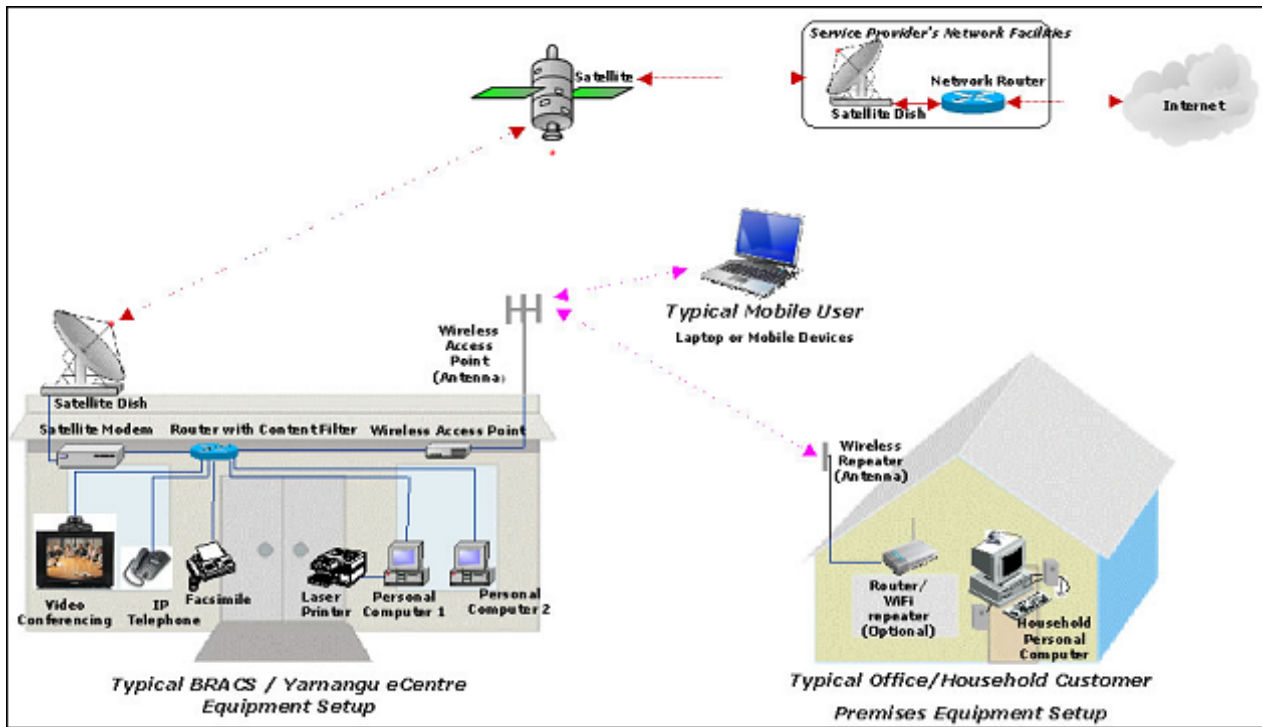 Service Provider's Network Facilities
Satellite
Network Router
Satellite Dish
Internet
Typical Mobile User
Laptop or Mobile Devices
Wireless
Access
Point
(Antenna)
Satellite Dish
Satellite Modem
Router with Content Filter
Wireless Access Point
Wireless
Repeater
(Antenna)
Video
Conferencing
IP
Telephone
Facsimile
Laser
Printer
Personal
Computer 1
Personal
Computer 2
Router/
WiFi
repeater
(Optional)
Household
Personal
Computer
Typical BRACS / Yarnangu eCentre
Equipment Setup
Typical Office/Household Customer
Premises Equipment Setup